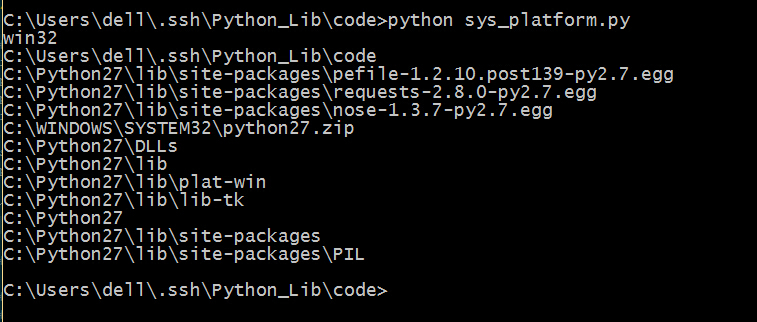 C:\Users\dell\.ssh\Python_Lib\code>python sys_platform.py
win32
C:\Users\dell\.ssh\Python_Lib\code
C:\Python27\lib\site-packages\pefile-1.2.10.post139-py2.7.egg
C:\Python27\lib\site-packages\requests-2.8.0-py2.7.egg
C:\Python27\lib\site-packages\nose-1.3.7-py2.7.egg
C:\WINDOWS\SYSTEM32\python27.zip
C:\Python27\DLLs
C:\Python27\lib
C:\Python27\lib\plat-win
C:\Python27\lib\lib-tk
C:\Python27
C:\Python27\lib\site-packages
C:\Python27\lib\site-packages\PIL
C:\Users\dell\.ssh\Python_Lib\code>